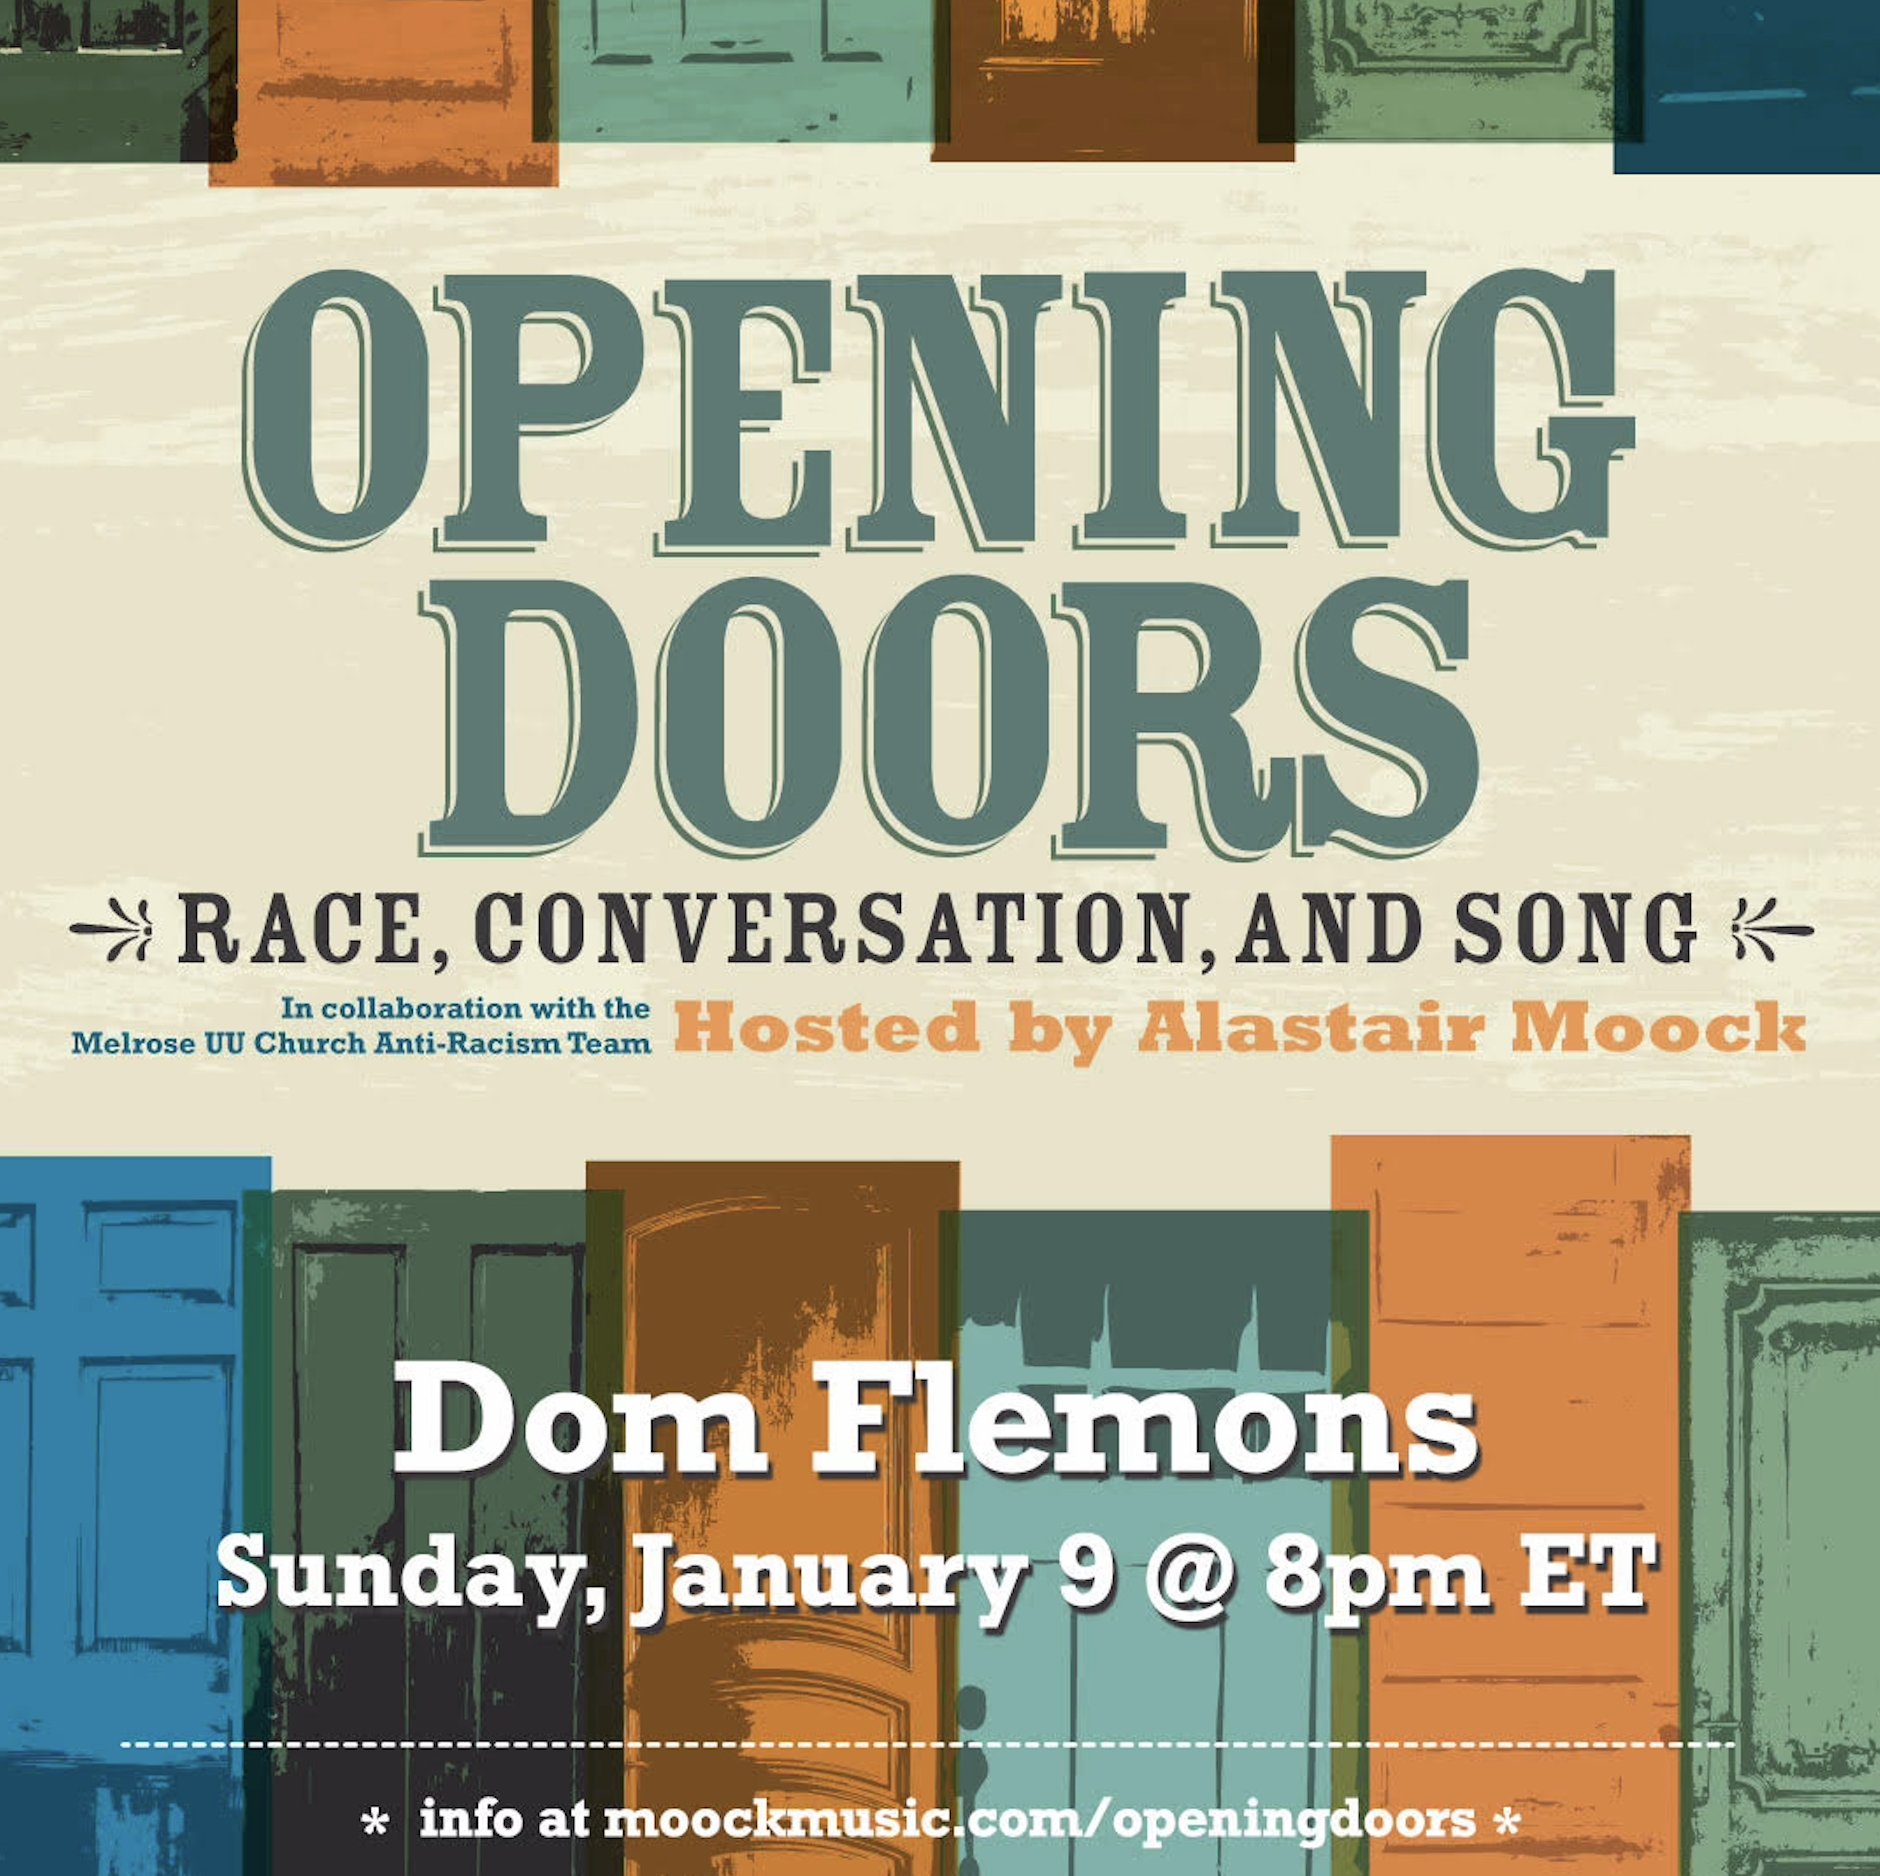 OPENING
DOORS
RACE, CONVERSATION, AND SONG
In collaboration with the
Melrose UU Church Anti-Racism Team
Hosted by Alastair Moock
Dom Flemons
Sunday, January 9 @ 8pm ET
* info at moockmusic.com/openingdoors *